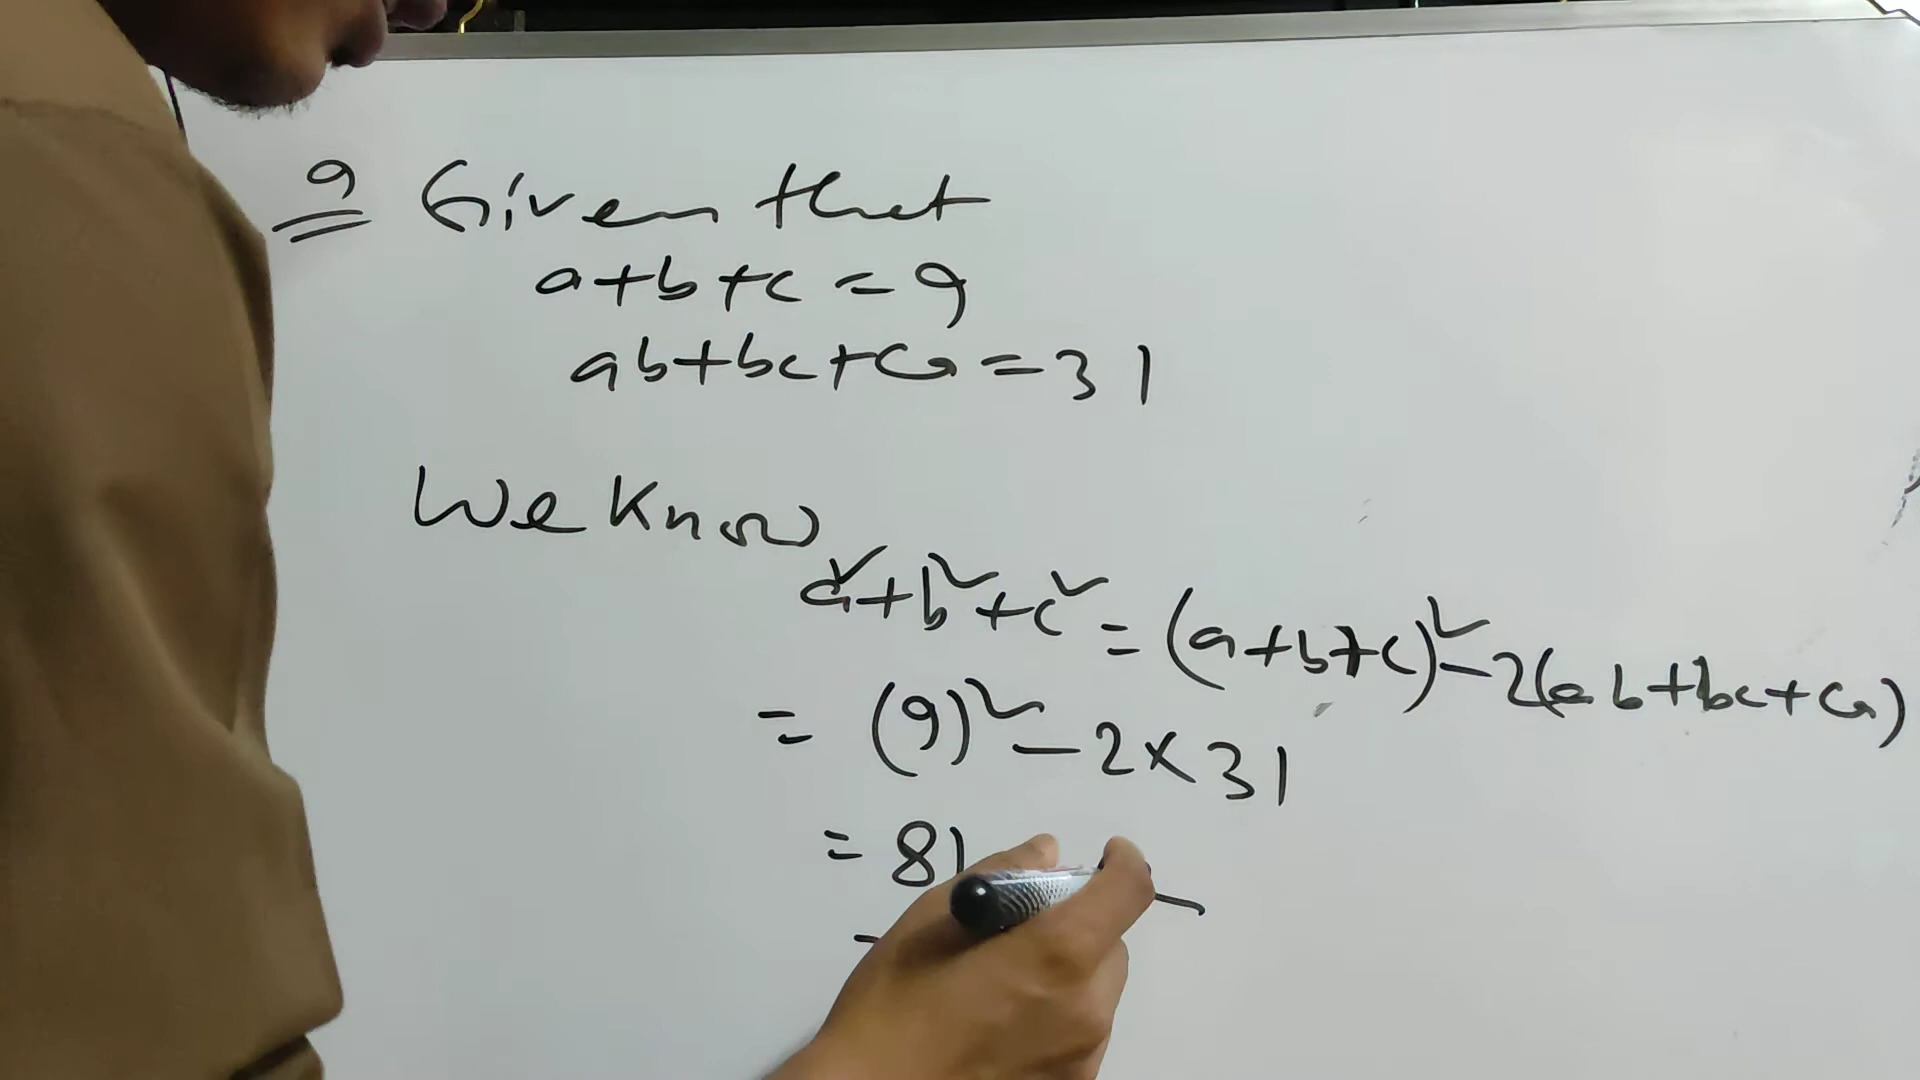 9 Given that
a+b+c=9
ab+bc+ca=31
We know
a²+b²+c² = (a+b+c)²-2(ab+bc+ca)
= (9)²-2×31
= 81
=